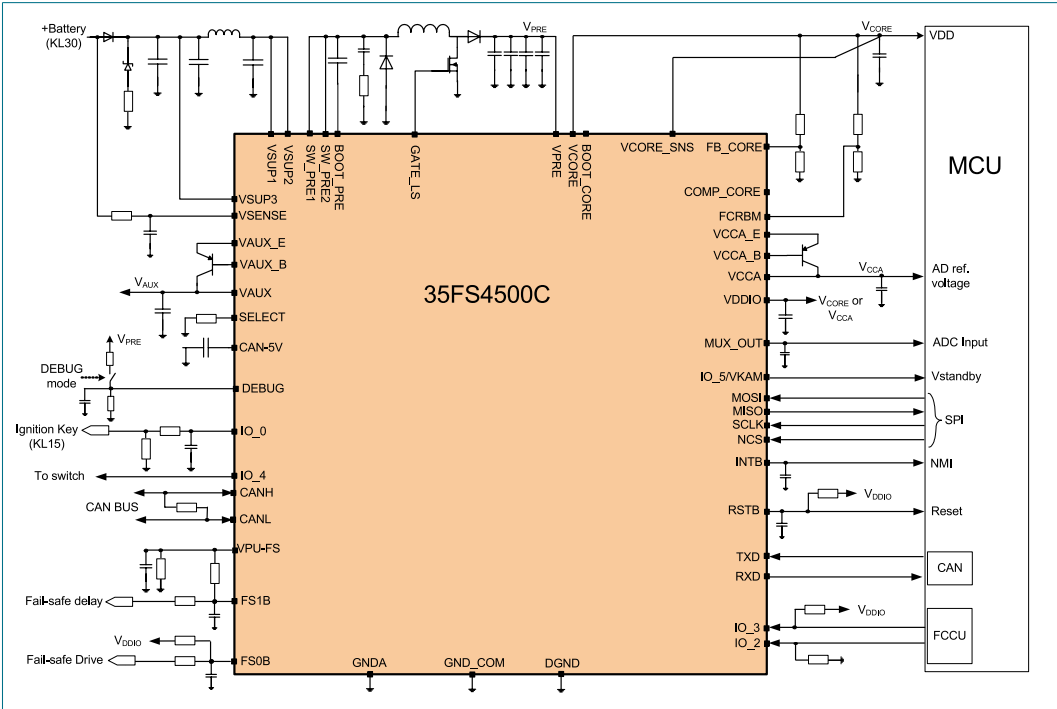 +Battery
(KL30)
VPRE
VCORE
VDD
MCU
VSUP1
VSUP2
SW_PRE1
SW_PRE2
BOOT_PRE
GATE_LS
VPRE
VCORE
BOOT_CORE
VCORE_SNS
FB_CORE
COMP_CORE
FCRBM
VCCA_E
VCCA_B
VCCA
VCCA
AD ref.
voltage
VDDIO
VCORE or
VCCA
MUX_OUT
ADC Input
IO_5/VKAM
Vstandby
MOSI
MISO
SCLK
NCS
SPI
INTB
NMI
VDDIO
RSTB
Reset
TXD
RXD
CAN
VDDIO
IO_3
IO_2
FCCU
35FS4500C
VSUP3
VSENSE
VAUX_E
VAUX_B
VAUX
VAUX
SELECT
CAN-5V
VPRE
DEBUG
mode
DEBUG
Ignition Key
(KL15)
IO_0
To switch
IO_4
CANH
CAN BUS
CANL
VPU-FS
Fail-safe delay
FS1B
VDDIO
Fail-safe Drive
FS0B
GNDA
GND_COM
DGND